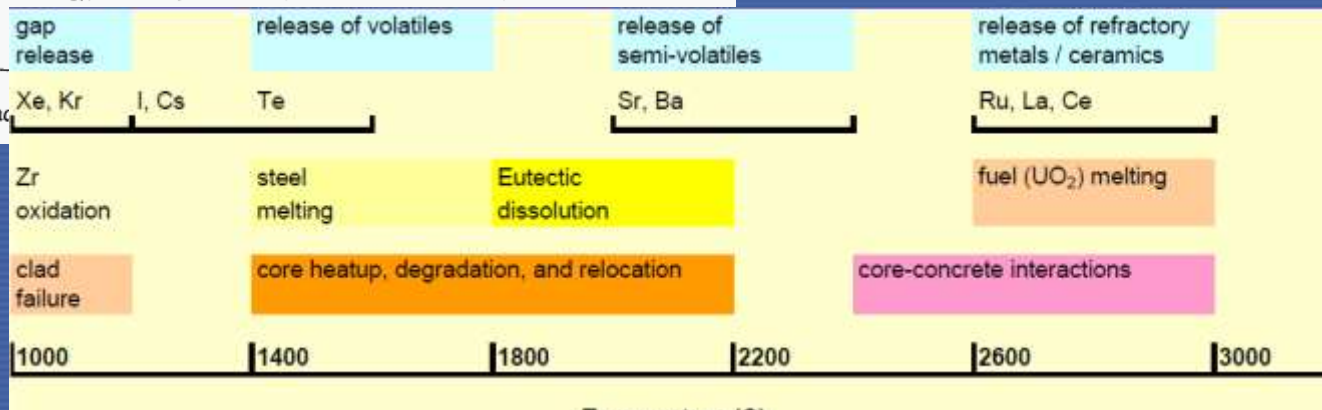 gap release
release of volatiles
release of semi-volatiles
release of refractory metals / ceramics
Xe, Kr
I, Cs
Te
Sr, Ba
Ru, La, Ce
Zr oxidation
steel melting
Eutectic dissolution
fuel (UO₂) melting
clad failure
core heatup, degradation, and relocation
core-concrete interactions
1000
1400
1800
2200
2600
3000